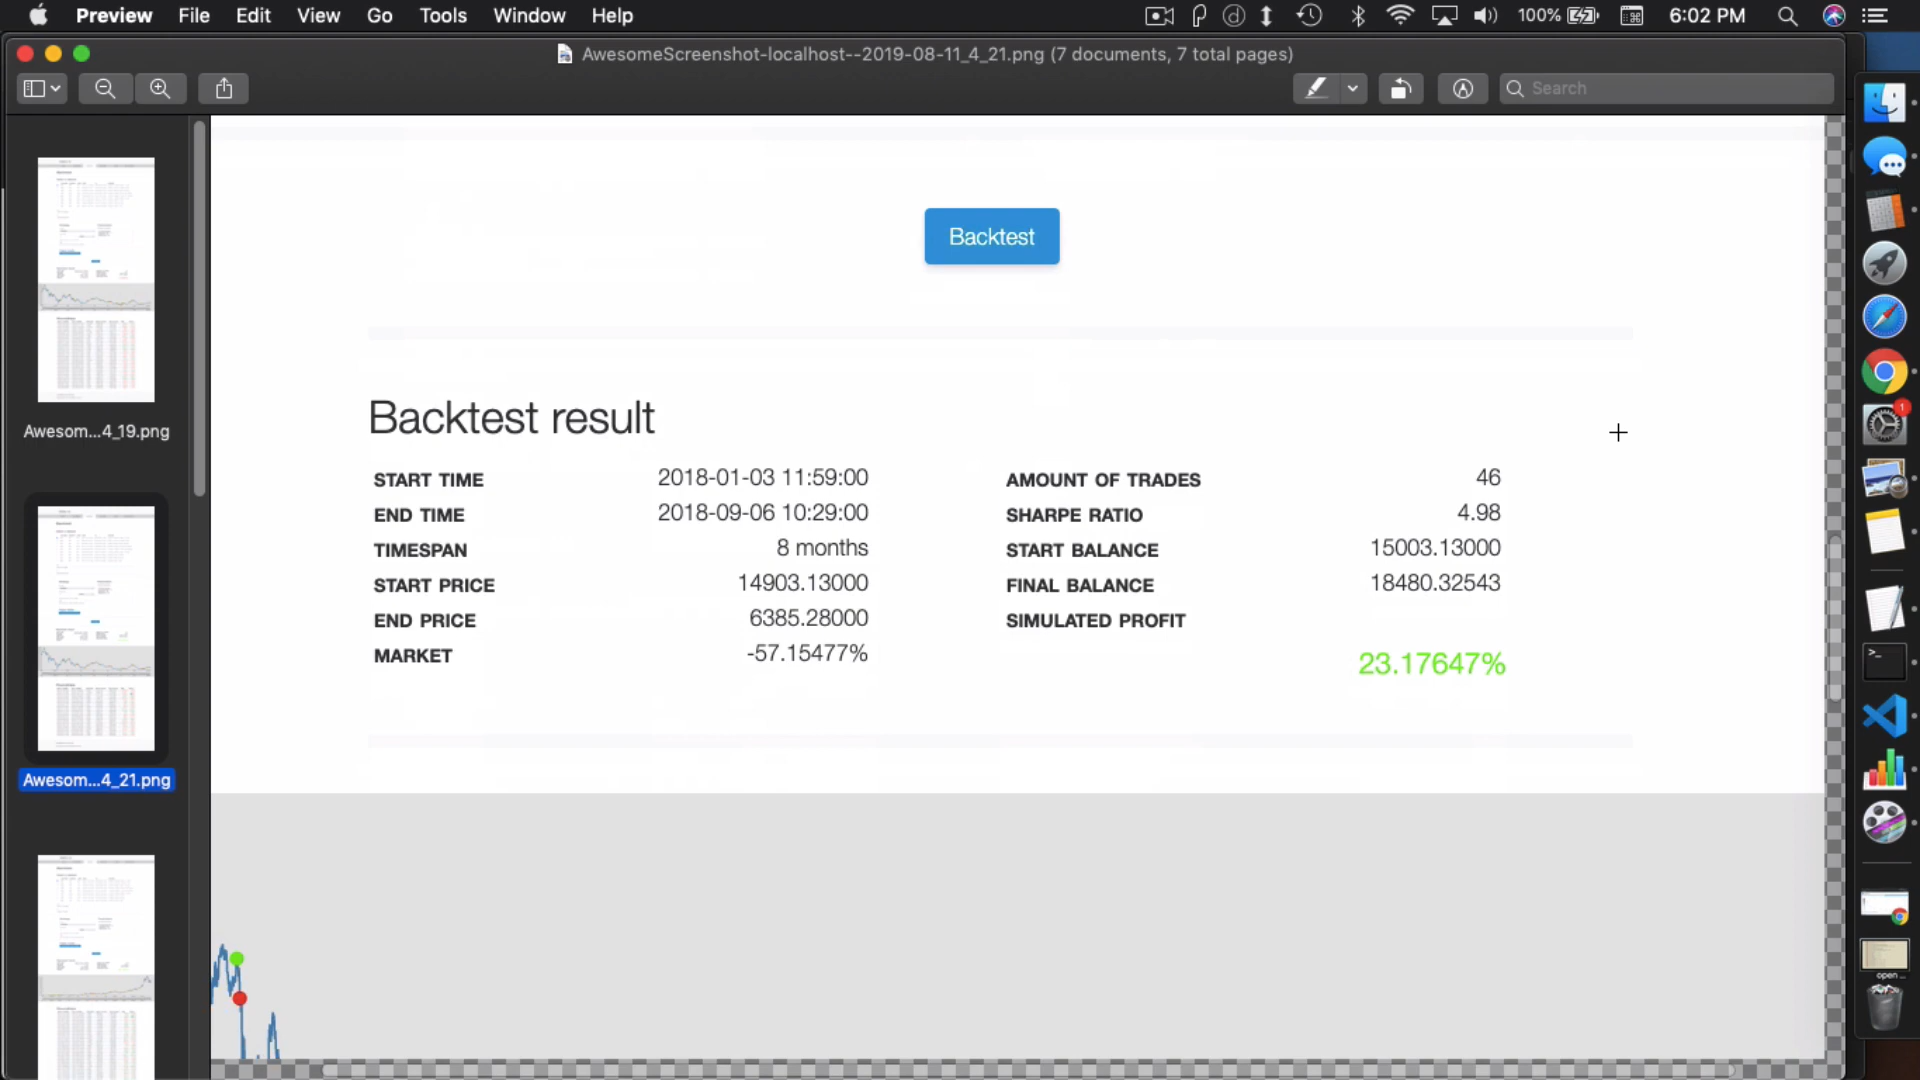 Preview File Edit View Go Tools Window Help 100% 6:02 PM
AwesomeScreenshot-localhost--2019-08-11_4_21.png (7 documents, 7 total pages)
Search
Awesom...4_19.png
Awesom...4_21.png
Backtest
Backtest result
START TIME 2018-01-03 11:59:00
END TIME 2018-09-06 10:29:00
TIMESPAN 8 months
START PRICE 14903.13000
END PRICE 6385.28000
MARKET -57.15477%
AMOUNT OF TRADES 46
SHARPE RATIO 4.98
START BALANCE 15003.13000
FINAL BALANCE 18480.32543
SIMULATED PROFIT
23.17647%
1
open ...